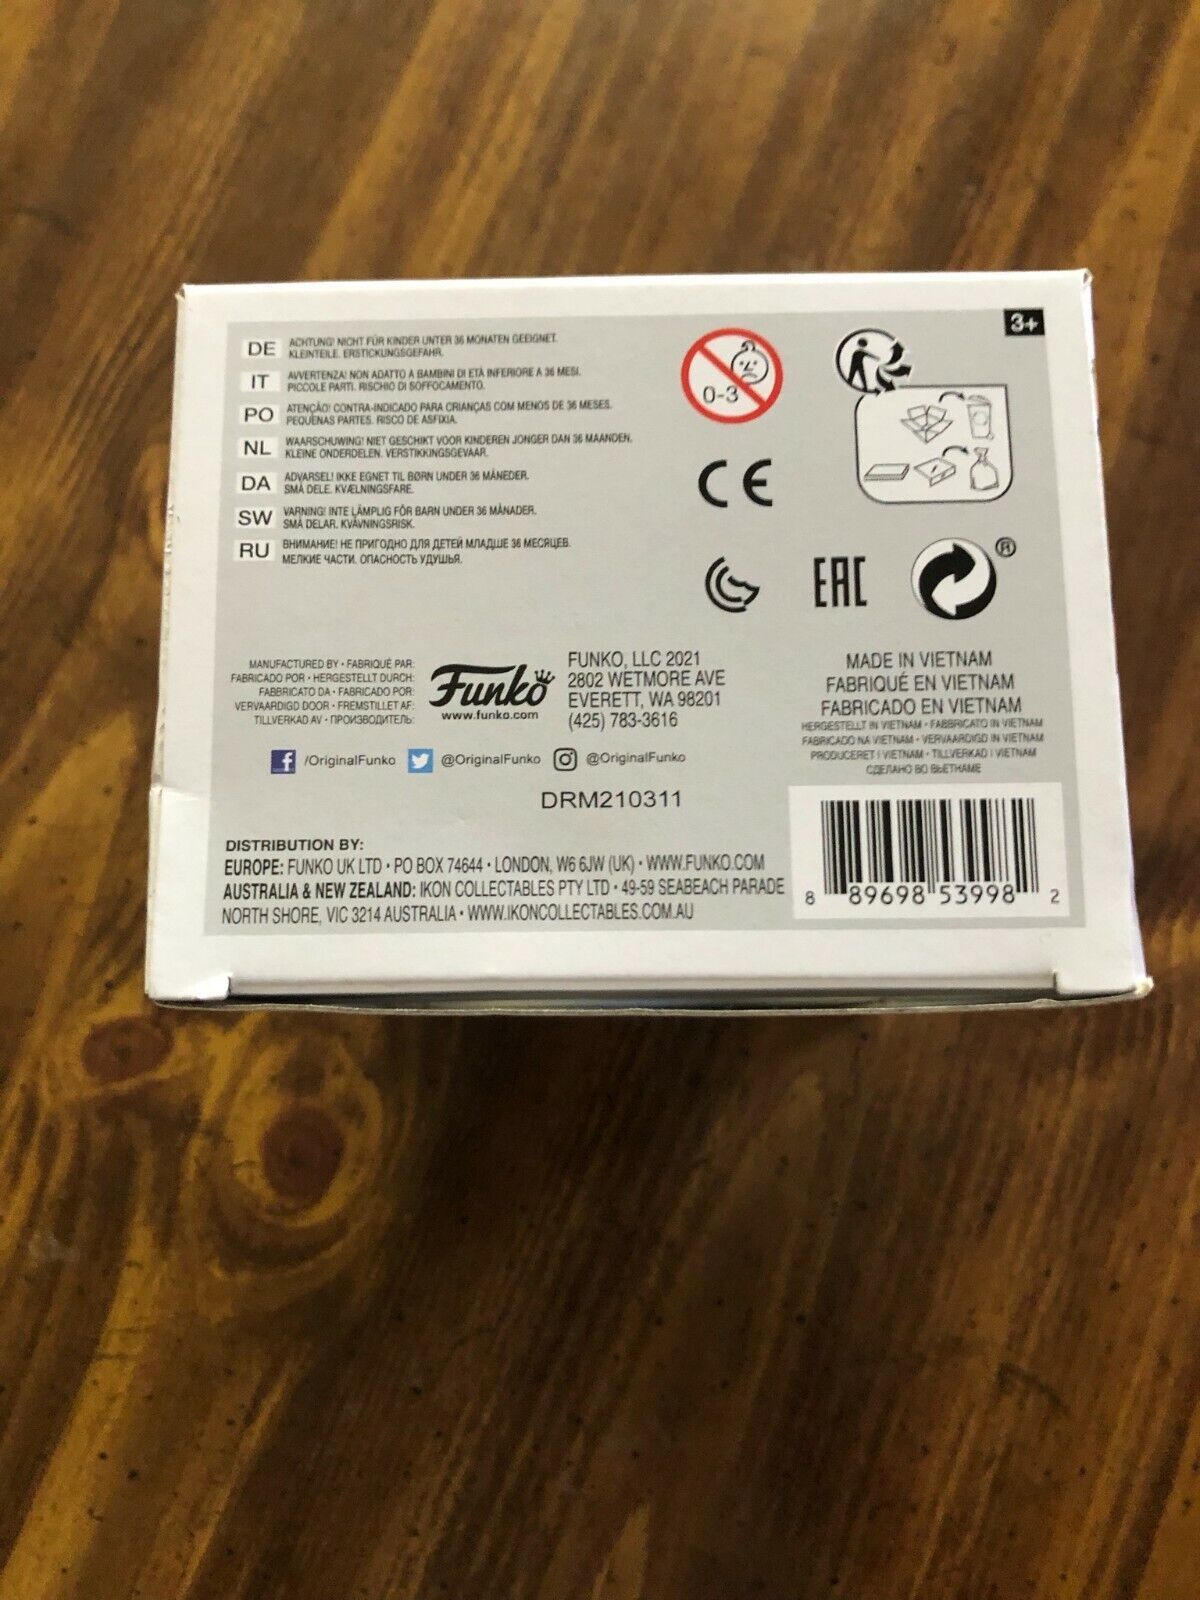 3+
DE ACHTUNG! NICHT FÜR KINDER UNTER 36 MONATEN GEEIGNET.
KLEINTEILE. ERSTICKUNGSGEFAHR.
IT AVVERTENZA! NON ADATTO A BAMBINI DI ETÀ INFERIORE A 36 MESI.
PICCOLE PARTI. RISCHIO DI SOFFOCAMENTO.
PO ATENÇÃO! CONTRA-INDICADO PARA CRIANÇAS COM MENOS DE 36 MESES.
PEQUENAS PARTES. RISCO DE ASFIXIA.
NL WAARSCHUWING! NIET GESCHIKT VOOR KINDEREN JONGER DAN 36 MAANDEN.
KLEINE ONDERDELEN. VERSTIKKINGSGEVAAR.
DA ADVARSEL! IKKE EGNET TIL BØRN UNDER 36 MÅNEDER.
SMÅ DELE. KVÆLNINGSFARE.
SW VARNING! INTE LÄMPLIG FÖR BARN UNDER 36 MÅNADER.
SMÅ DELAR. KVÄVNINGSRISK.
RU ВНИМАНИЕ! НЕ ПРИГОДНО ДЛЯ ДЕТЕЙ МЛАДШЕ 36 МЕСЯЦЕВ.
МЕЛКИЕ ЧАСТИ. ОПАСНОСТЬ УДУШЬЯ.
0-3
CE
EAC
®
MANUFACTURED BY • FABRIQUÉ PAR:
FABRICADO POR • HERGESTELLT DURCH:
FABBRICATO DA • FABRICADO POR:
VERVAARDIGD DOOR • FREMSTILLET AF:
TILLVERKAD AV • ПРОИЗВОДИТЕЛЬ:
Funko
www.funko.com
FUNKO, LLC 2021
2802 WETMORE AVE
EVERETT, WA 98201
(425) 783-3616
MADE IN VIETNAM
FABRIQUÉ EN VIETNAM
FABRICADO EN VIETNAM
HERGESTELLT IN VIETNAM • FABBRICATO IN VIETNAM
FABRICADO NA VIETNAM • VERVAARDIGD IN VIETNAM
PRODUCERET I VIETNAM • TILLVERKAD I VIETNAM
СДЕЛАНО ВО ВЬЕТНАМЕ
f /OriginalFunko @OriginalFunko @OriginalFunko
DRM210311
DISTRIBUTION BY:
EUROPE: FUNKO UK LTD • PO BOX 74644 • LONDON, W6 6JW (UK) • WWW.FUNKO.COM
AUSTRALIA & NEW ZEALAND: IKON COLLECTABLES PTY LTD • 49-59 SEABEACH PARADE
NORTH SHORE, VIC 3214 AUSTRALIA • WWW.IKONCOLLECTABLES.COM.AU
8 89698 53998 2